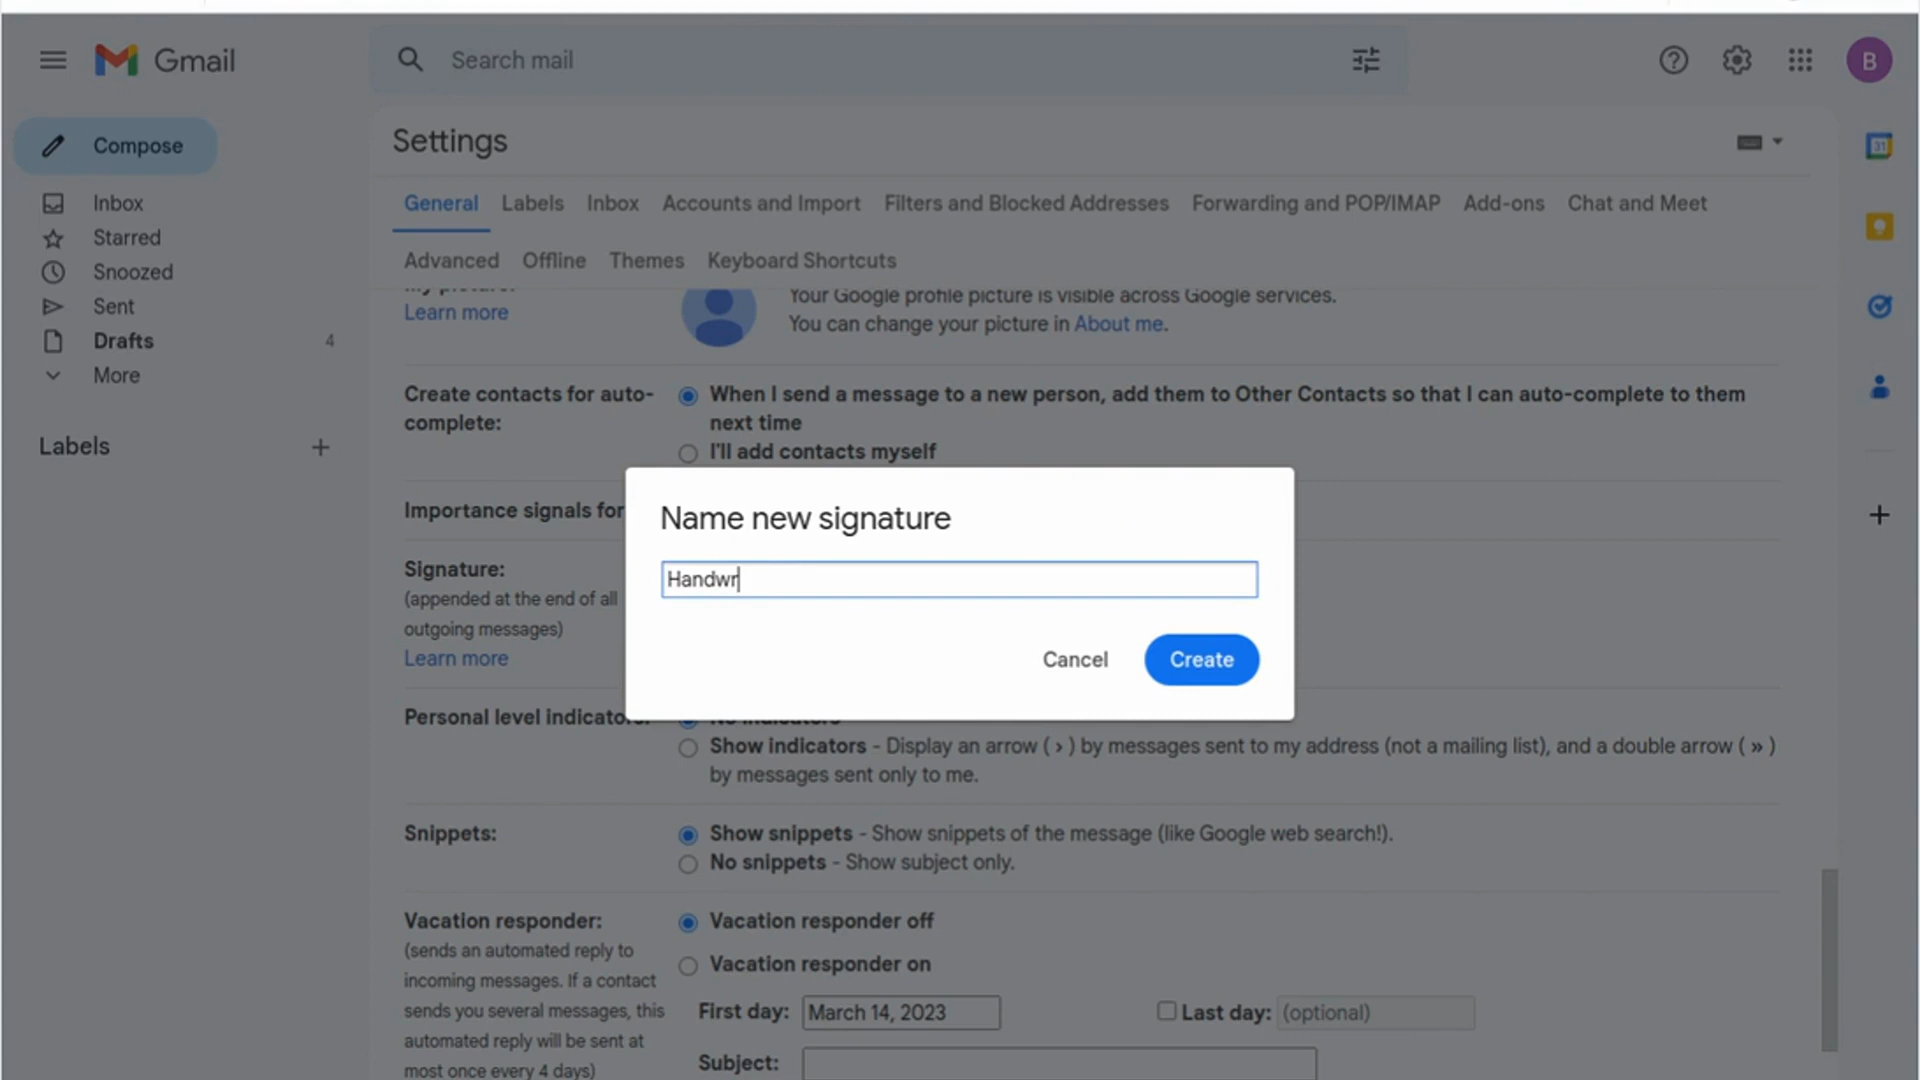 Gmail
Search mail
B
Compose
Inbox
Starred
Snoozed
Sent
Drafts 4
More
Labels
Settings
General Labels Inbox Accounts and Import Filters and Blocked Addresses Forwarding and POP/IMAP Add-ons Chat and Meet
Advanced Offline Themes Keyboard Shortcuts
My picture:
Learn more
Your Google profile picture is visible across Google services.
You can change your picture in About me.
Create contacts for auto-
complete:
When I send a message to a new person, add them to Other Contacts so that I can auto-complete to them
next time
I'll add contacts myself
Importance signals for
Name new signature
Handwr
Cancel Create
Signature:
(appended at the end of all
outgoing messages)
Learn more
Personal level indicators:
No indicators
Show indicators - Display an arrow ( › ) by messages sent to my address (not a mailing list), and a double arrow ( » )
by messages sent only to me.
Snippets:
Show snippets - Show snippets of the message (like Google web search!).
No snippets - Show subject only.
Vacation responder:
(sends an automated reply to
incoming messages. If a contact
sends you several messages, this
automated reply will be sent at
most once every 4 days)
Vacation responder off
Vacation responder on
First day: March 14, 2023 Last day: (optional)
Subject:
31